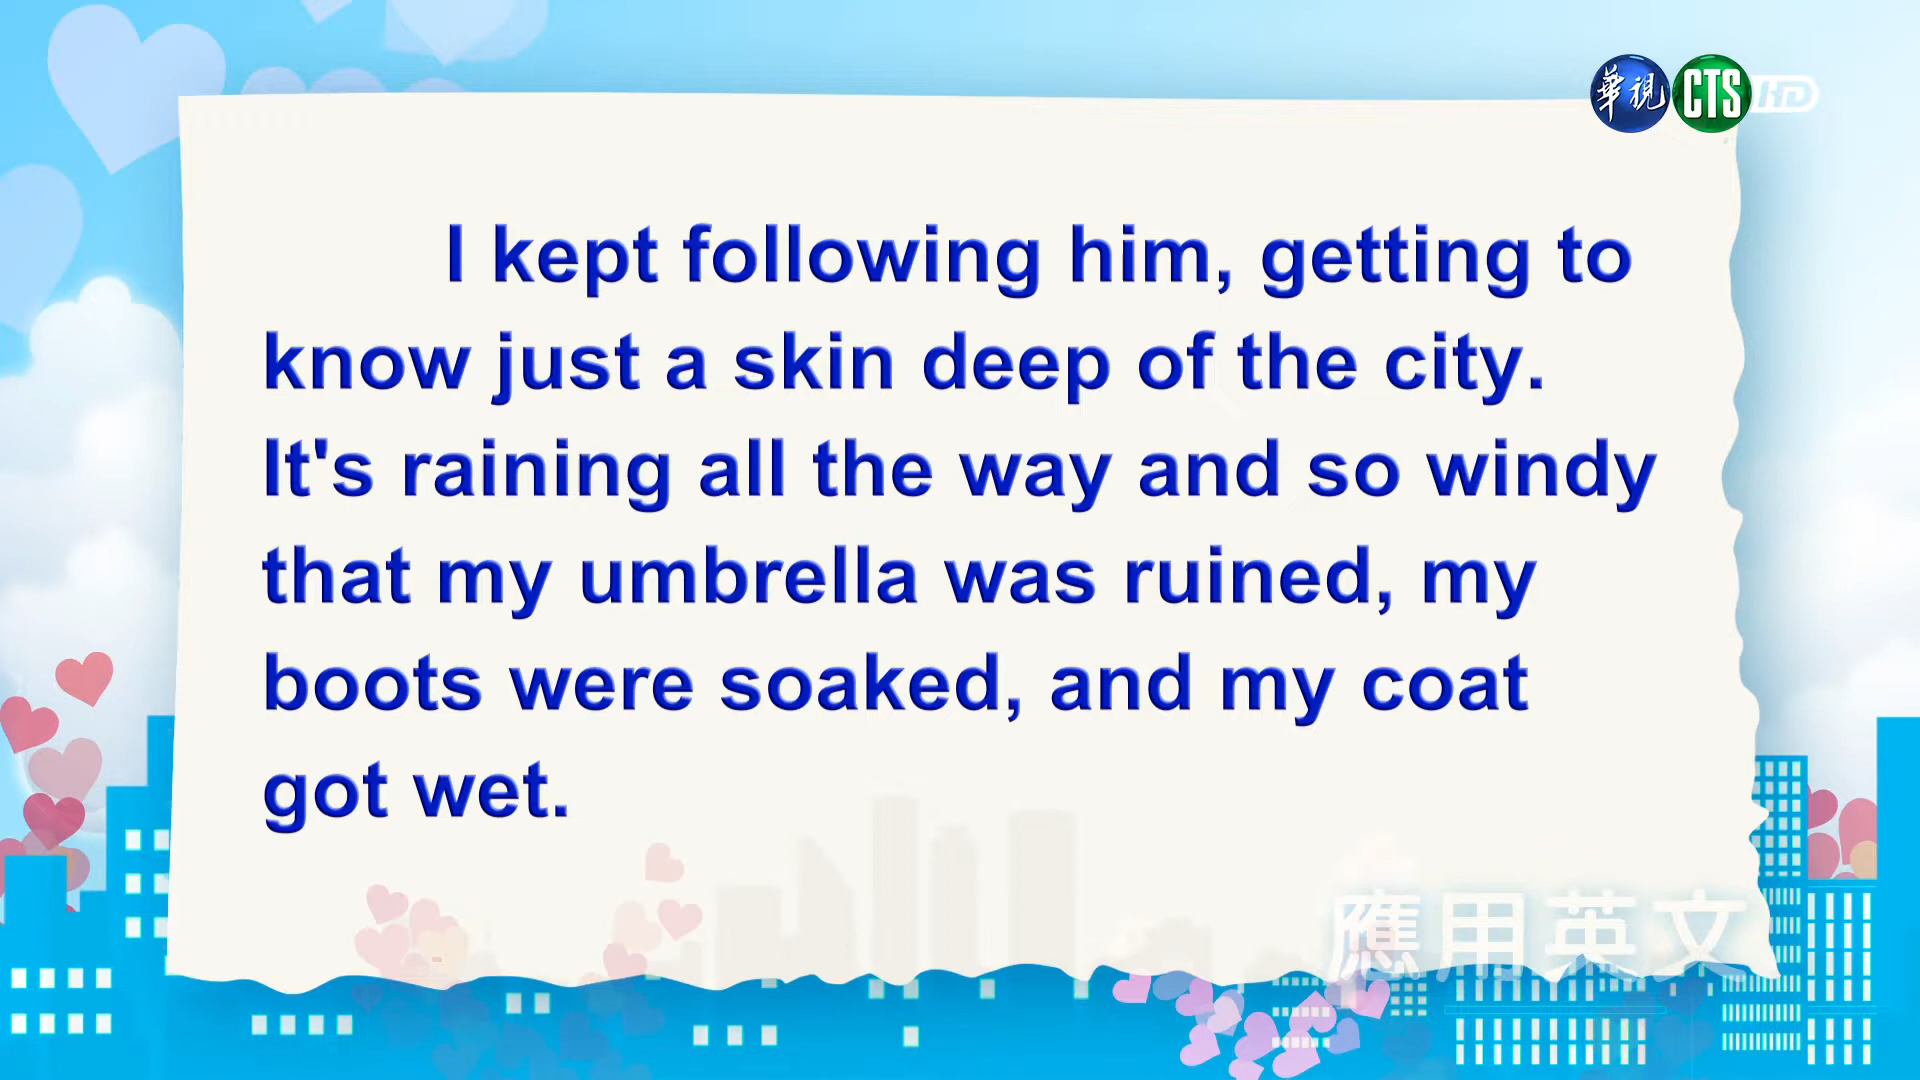 華視 CTS HD
I kept following him, getting to
know just a skin deep of the city.
It's raining all the way and so windy
that my umbrella was ruined, my
boots were soaked, and my coat
got wet.
應用英文